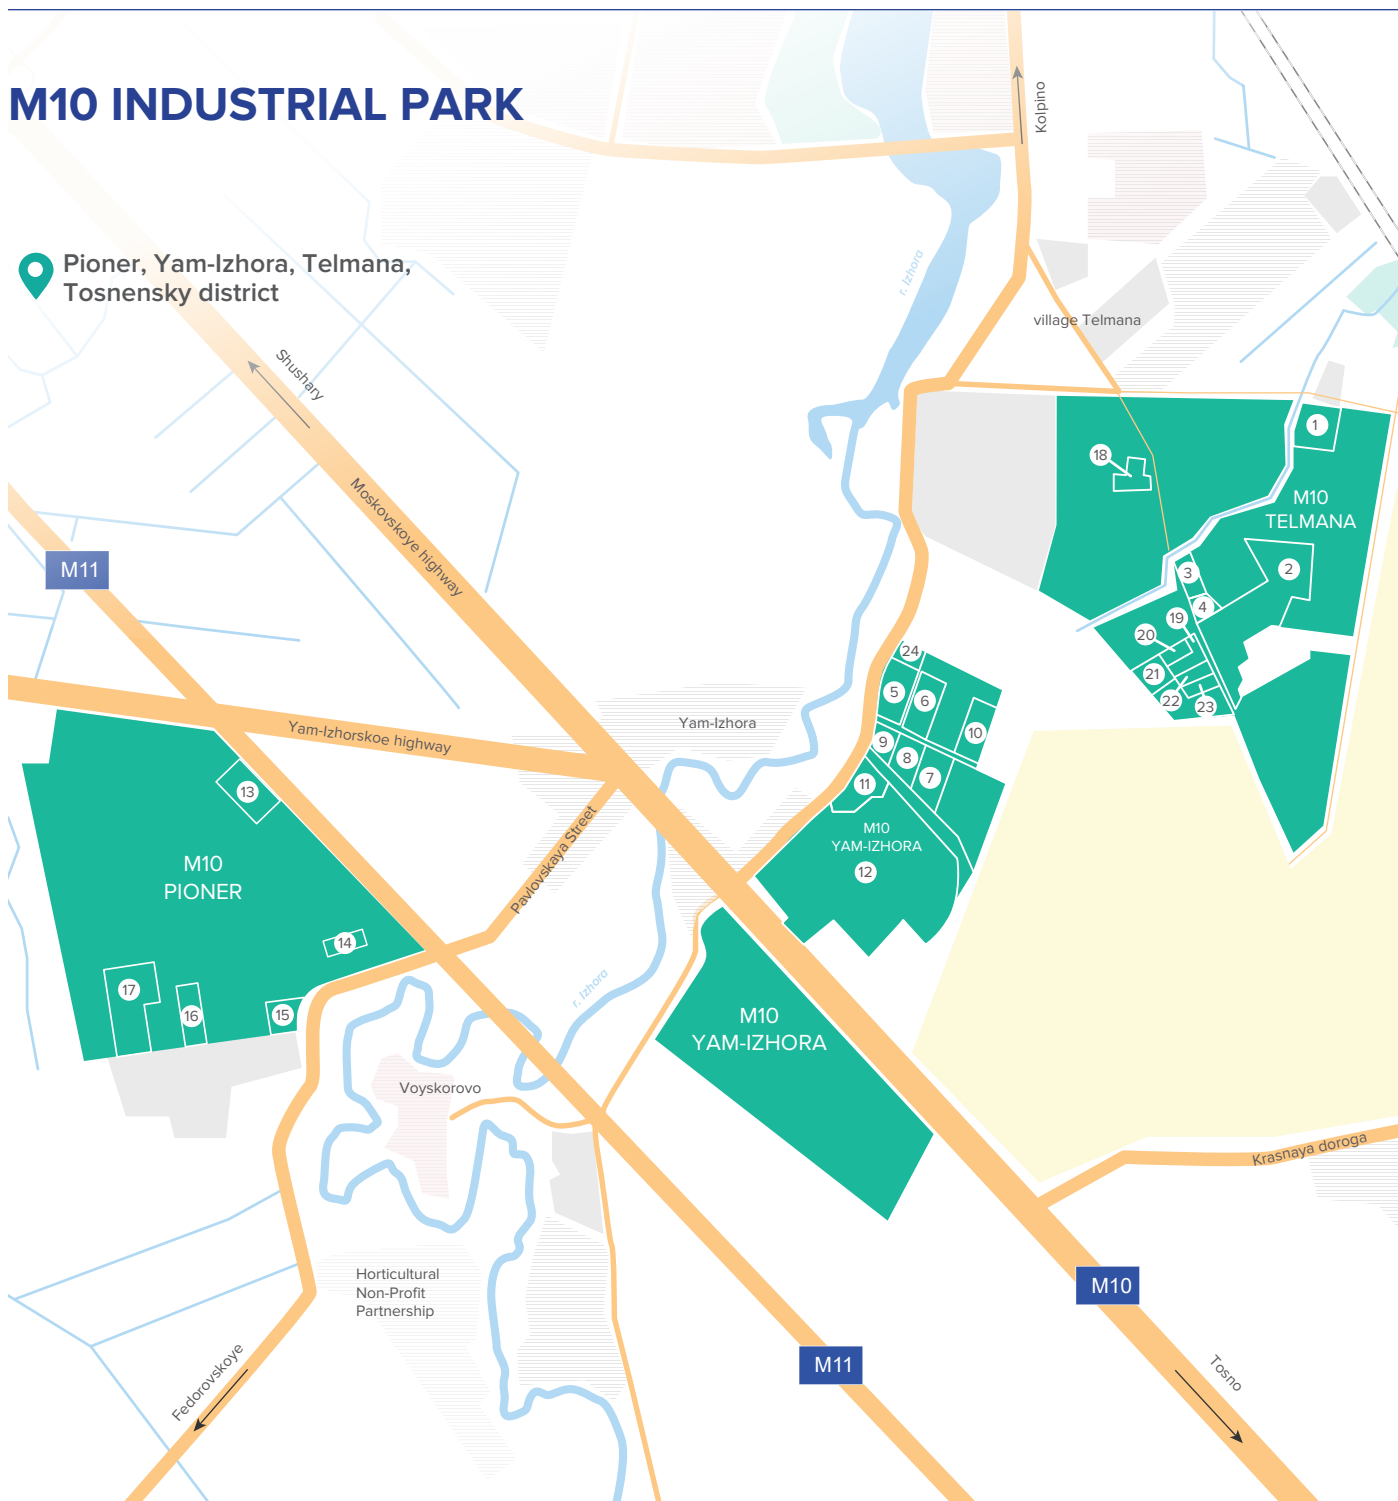 M10 INDUSTRIAL PARK
Pioner, Yam-Izhora, Telmana,
Tosnensky district
Kolpino
r. Izhora
village Telmana
Shushary
Moskovskoye highway
M11
1
18
M10
TELMANA
2
3
4
19
20
21
22
23
24
5
6
10
9
8
7
11
M10
YAM-IZHORA
12
Yam-Izhora
Yam-Izhorskoe highway
Pavlovskaya Street
13
M10
PIONER
14
17
16
15
r. Izhora
M10
YAM-IZHORA
Voyskorovo
Krasnaya doroga
Horticultural
Non-Profit
Partnership
M10
M11
Fedorovskoye
Tosno